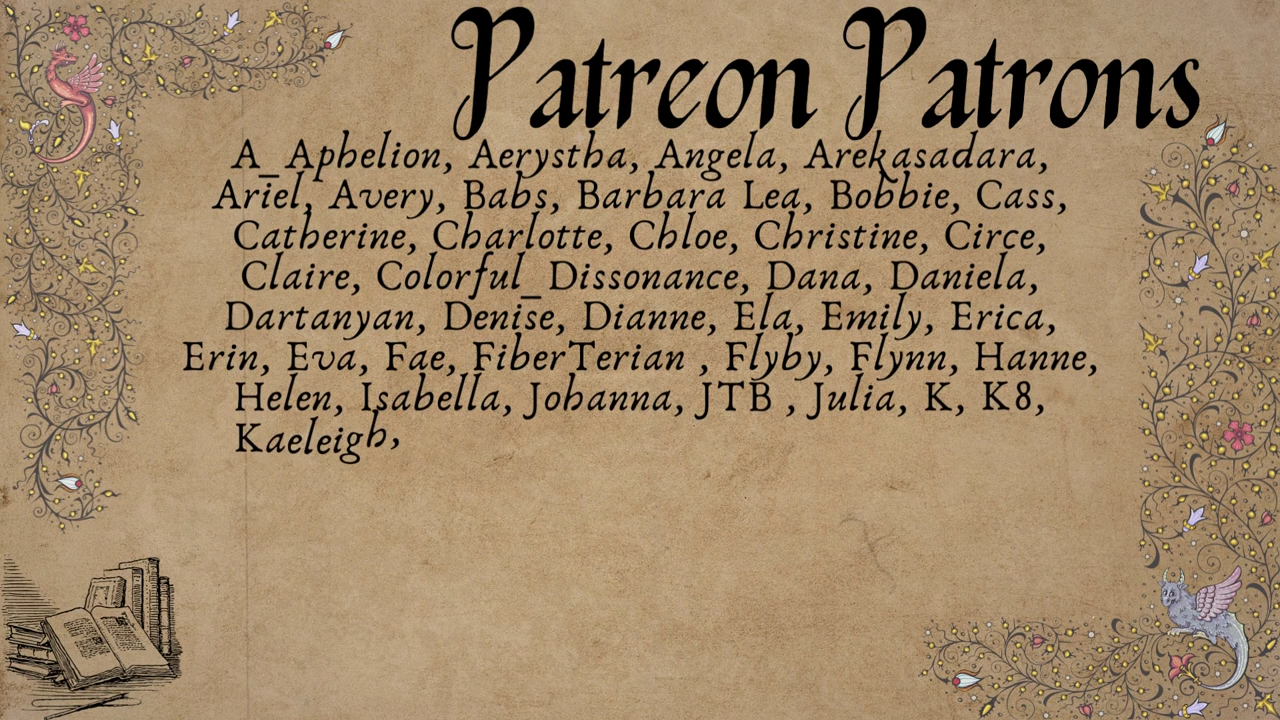 Patreon Patrons
A_Aphelion, Aerystha, Angela, Arekasadara,
Ariel, Avery, Babs, Barbara Lea, Bobbie, Cass,
Catherine, Charlotte, Chloe, Christine, Circe,
Claire, Colorful_Dissonance, Dana, Daniela,
Dartanyan, Denise, Dianne, Ela, Emily, Erica,
Erin, Eva, Fae, FiberTerian , Flyby, Flynn, Hanne,
Helen, Isabella, Johanna, JTB , Julia, K, K8,
Kaeleigh,